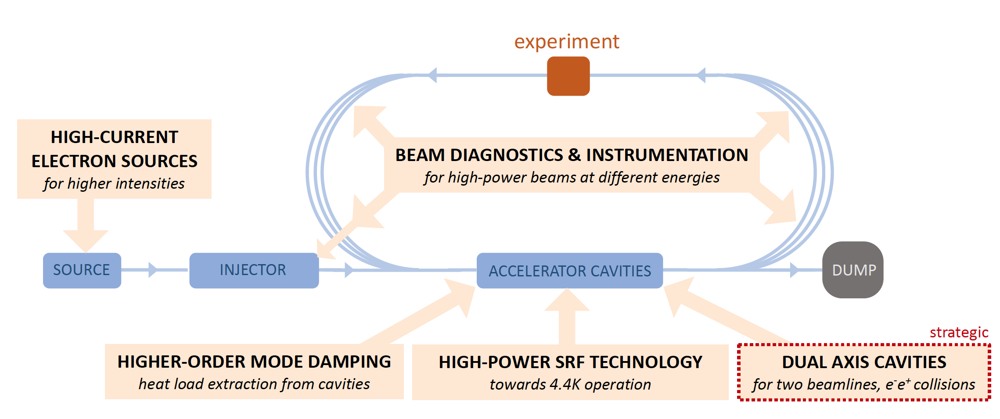 experiment
HIGH-CURRENT
ELECTRON SOURCES
for higher intensities
BEAM DIAGNOSTICS & INSTRUMENTATION
for high-power beams at different energies
SOURCE
INJECTOR
ACCELERATOR CAVITIES
DUMP
strategic
HIGHER-ORDER MODE DAMPING
heat load extraction from cavities
HIGH-POWER SRF TECHNOLOGY
towards 4.4K operation
DUAL AXIS CAVITIES
for two beamlines, e⁻e⁺ collisions